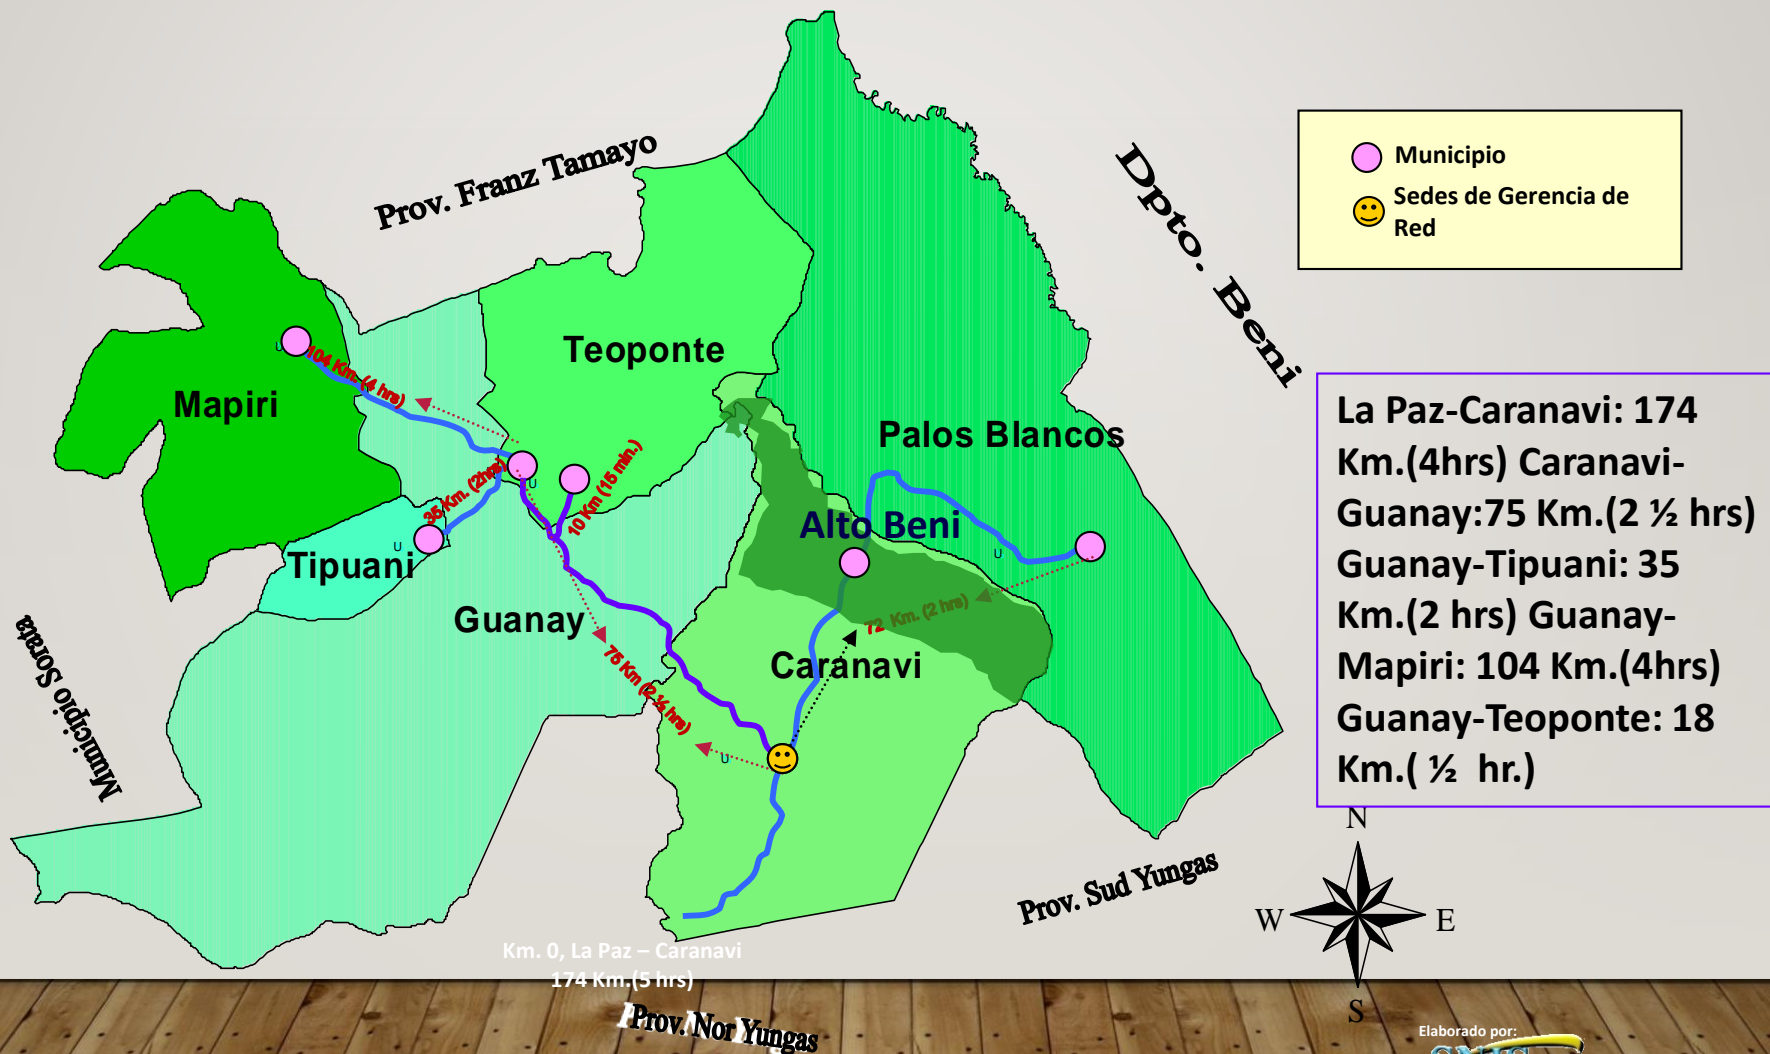 Prov. Franz Tamayo
Dpto. Beni
Municipio
Sedes de Gerencia de
Red
Teoponte
104 Km. (4 hrs)
Mapiri
Palos Blancos
35 Km. (2hrs)
10 Km (15 min.)
Alto Beni
Tipuani
Guanay
72 Km. (2 hrs)
75 Km (2 ½ hrs)
Caranavi
Municipio Sorata
La Paz-Caranavi: 174
Km.(4hrs) Caranavi-
Guanay:75 Km.(2 ½ hrs)
Guanay-Tipuani: 35
Km.(2 hrs) Guanay-
Mapiri: 104 Km.(4hrs)
Guanay-Teoponte: 18
Km.( ½ hr.)
N
W
E
S
Prov. Sud Yungas
Km. 0, La Paz – Caranavi
174 Km.(5 hrs)
Prov. Nor Yungas
Elaborado por:
U
U
U
U
U